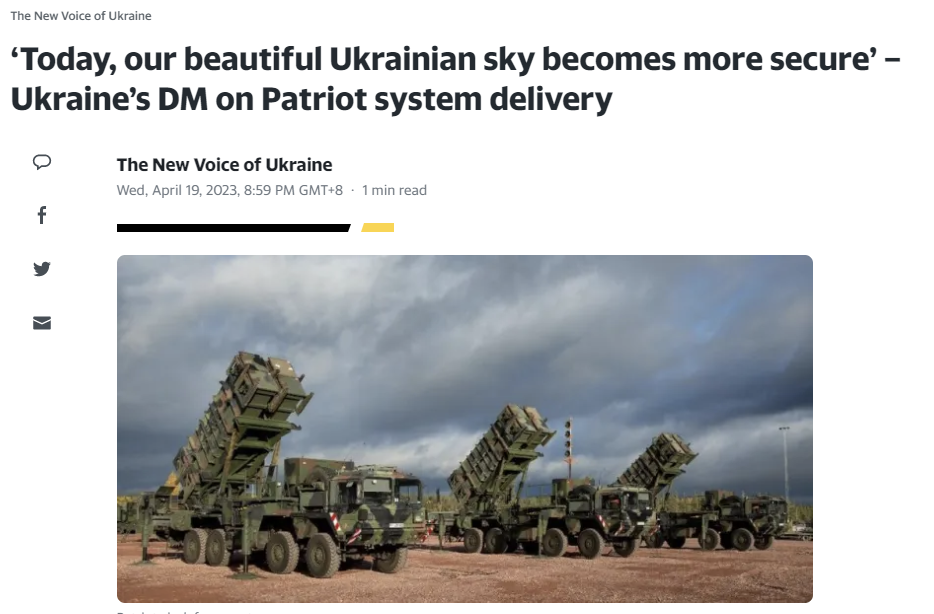 The New Voice of Ukraine
‘Today, our beautiful Ukrainian sky becomes more secure’ –
Ukraine’s DM on Patriot system delivery
The New Voice of Ukraine
Wed, April 19, 2023, 8:59 PM GMT+8 · 1 min read